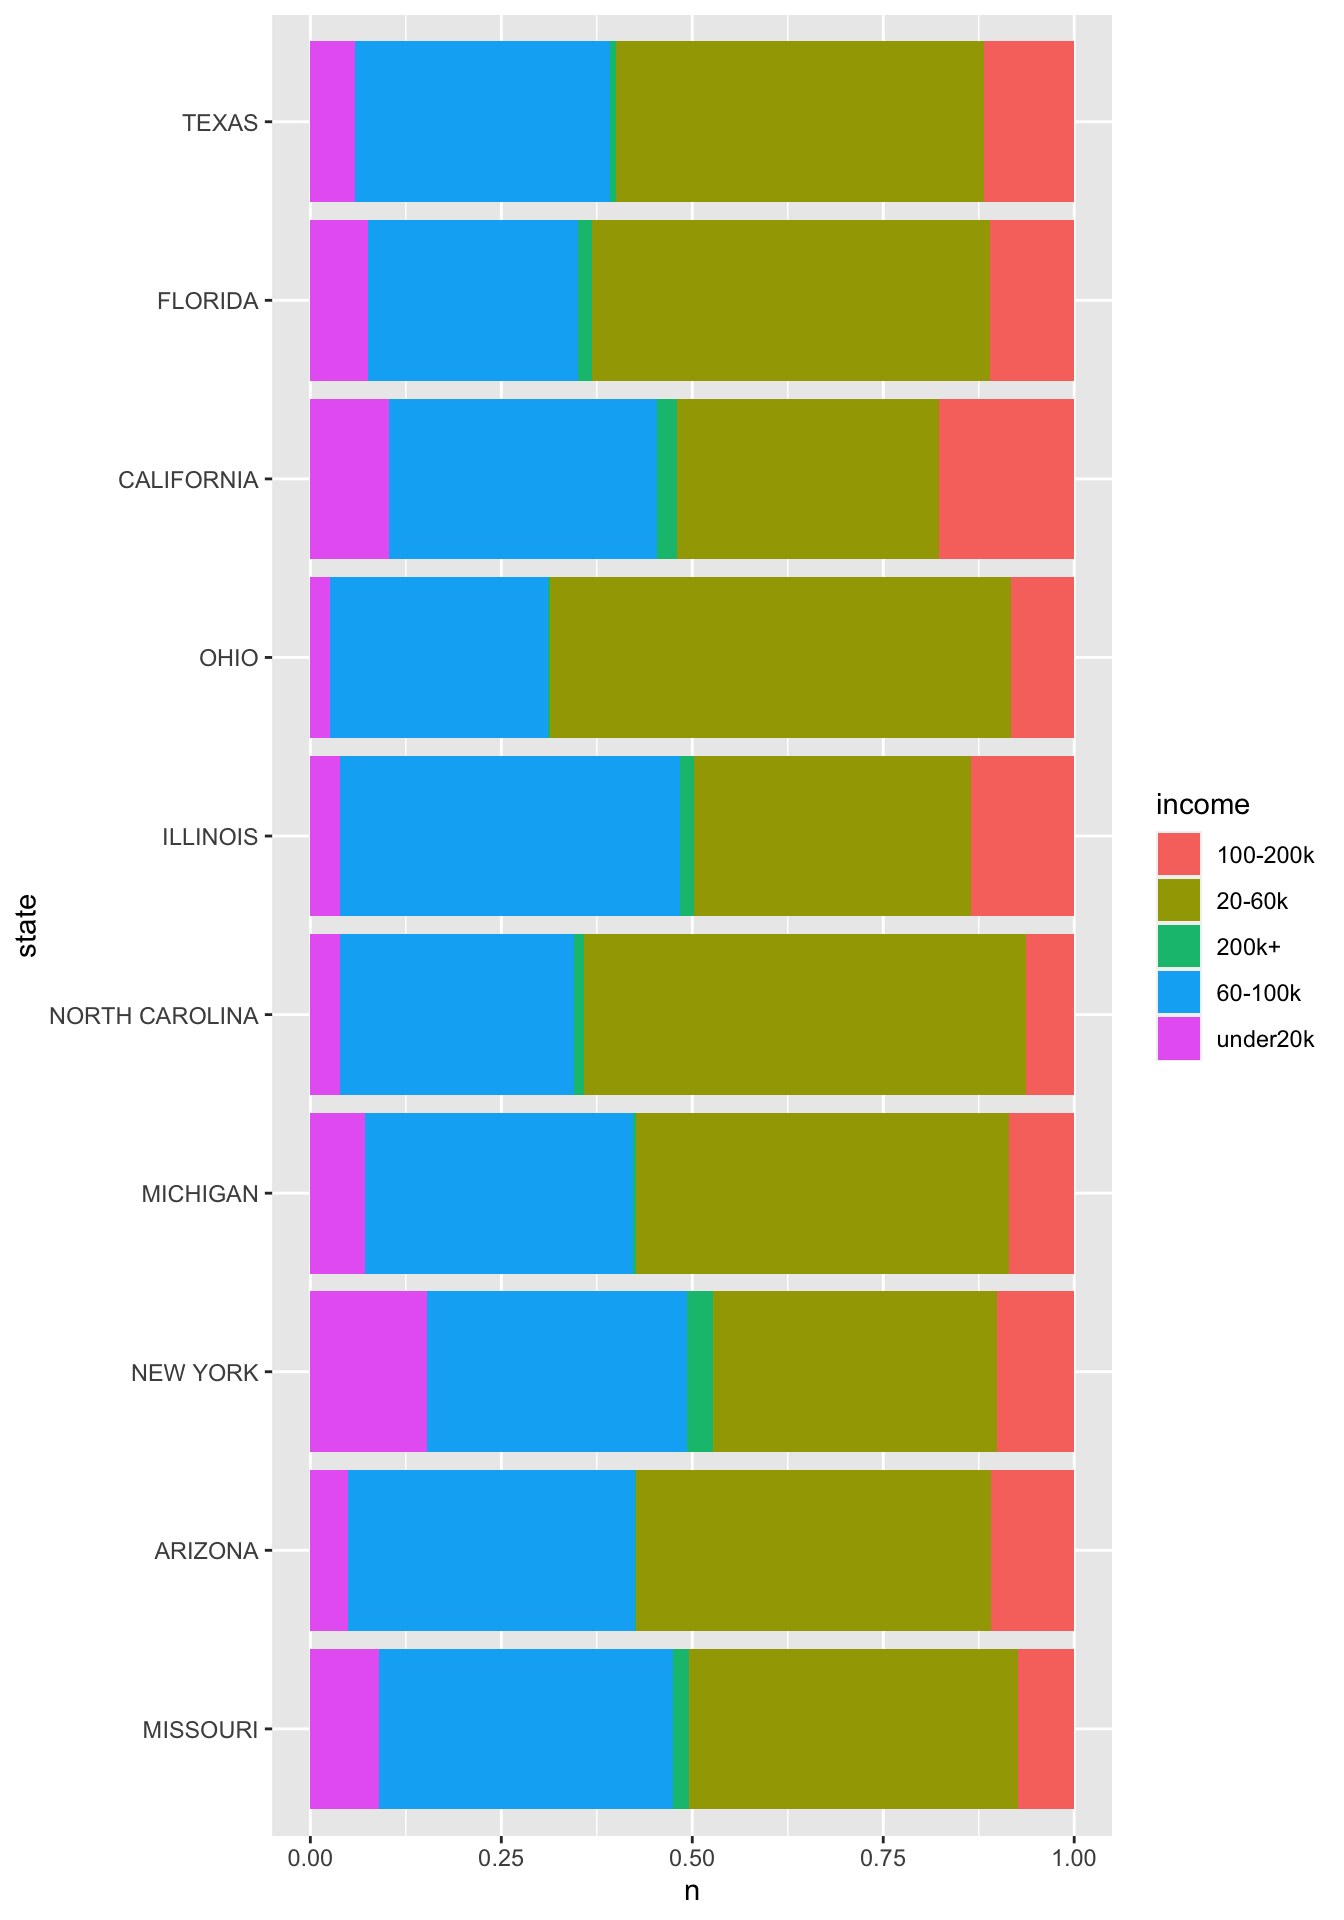 TEXAS
FLORIDA
CALIFORNIA
OHIO
ILLINOIS
NORTH CAROLINA
MICHIGAN
NEW YORK
ARIZONA
MISSOURI
state
0.00 0.25 0.50 0.75 1.00
n
income
100-200k
20-60k
200k+
60-100k
under20k